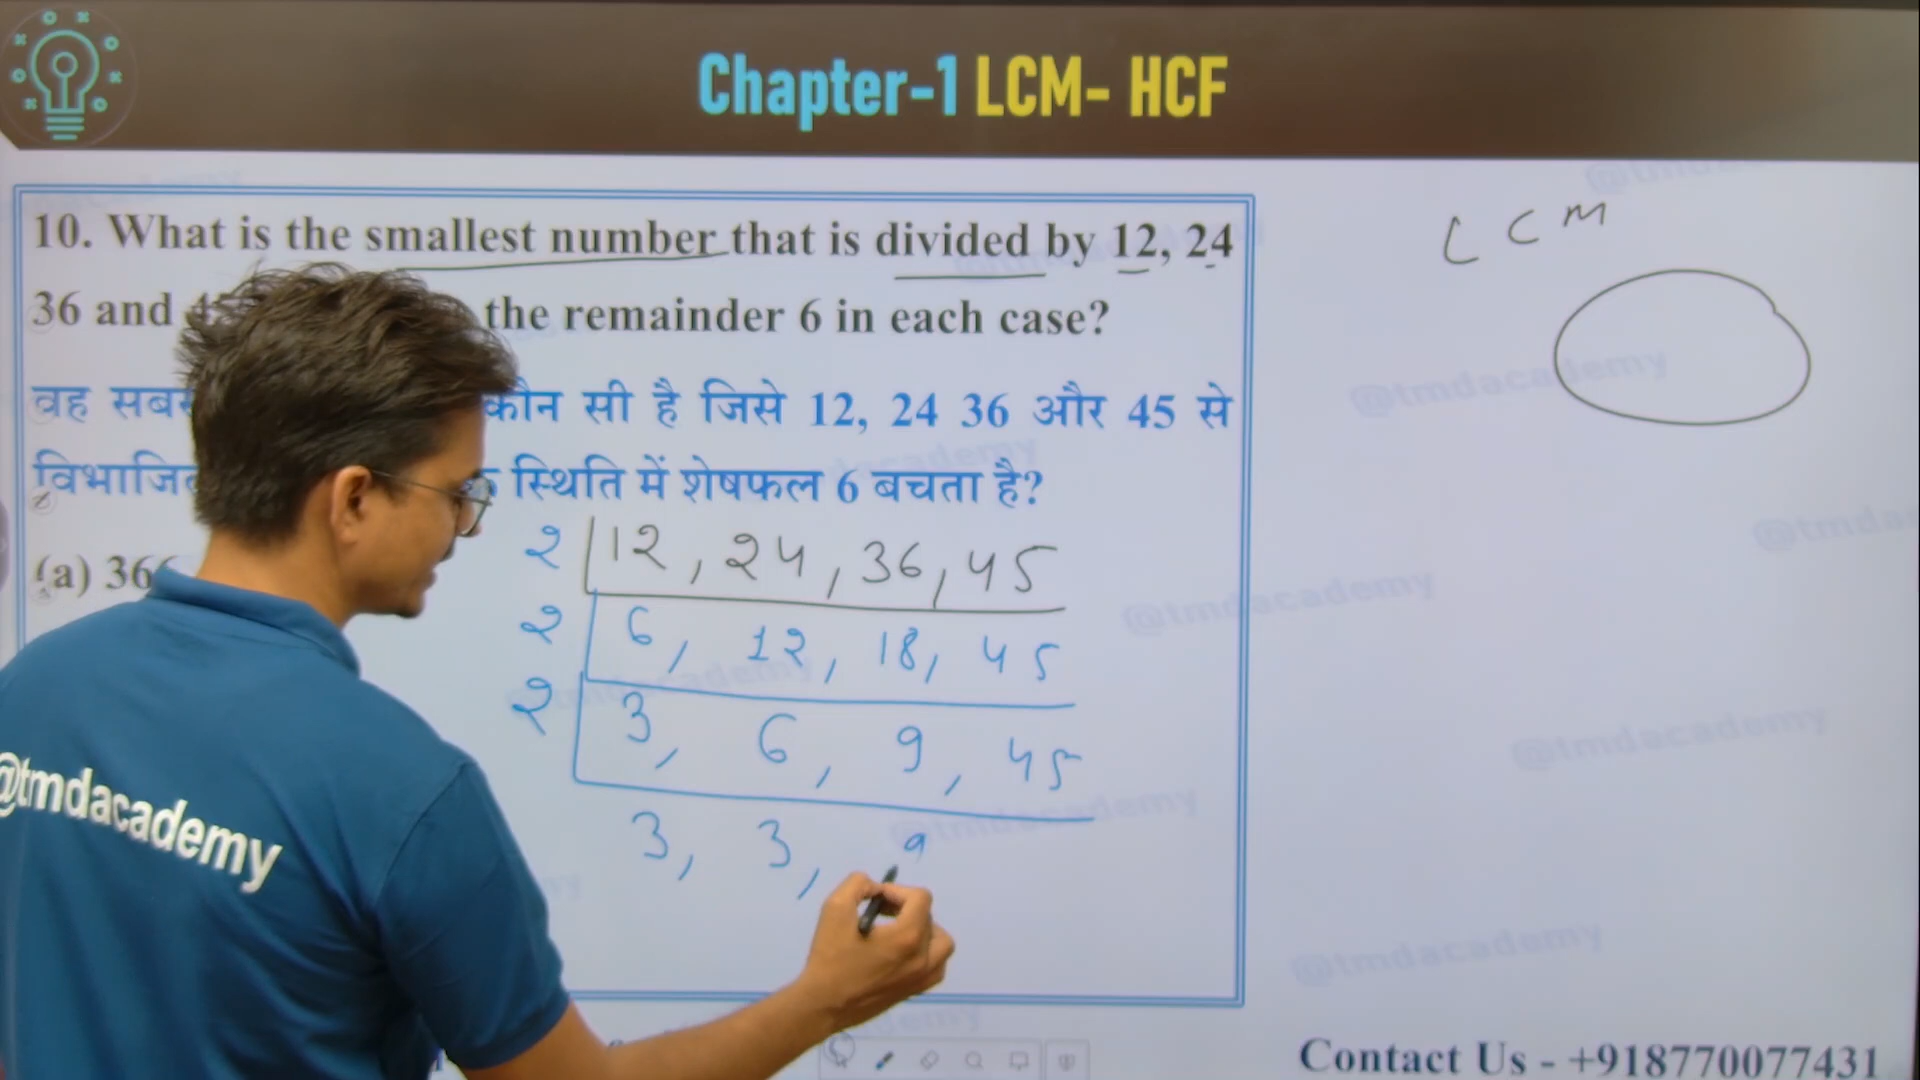 Chapter-1 LCM- HCF
10. What is the smallest number that is divided by 12, 24
36 and the remainder 6 in each case?
वह कौन सी है जिसे 12, 24 36 और 45 से
स्थिति में शेषफल 6 बचता है?
(a)
LCM
2 12, 24, 36, 45
2 6, 12, 18, 45
2 3, 6, 9, 45
3, 3, 9
@tmdacademy
Contact Us - +918770077431